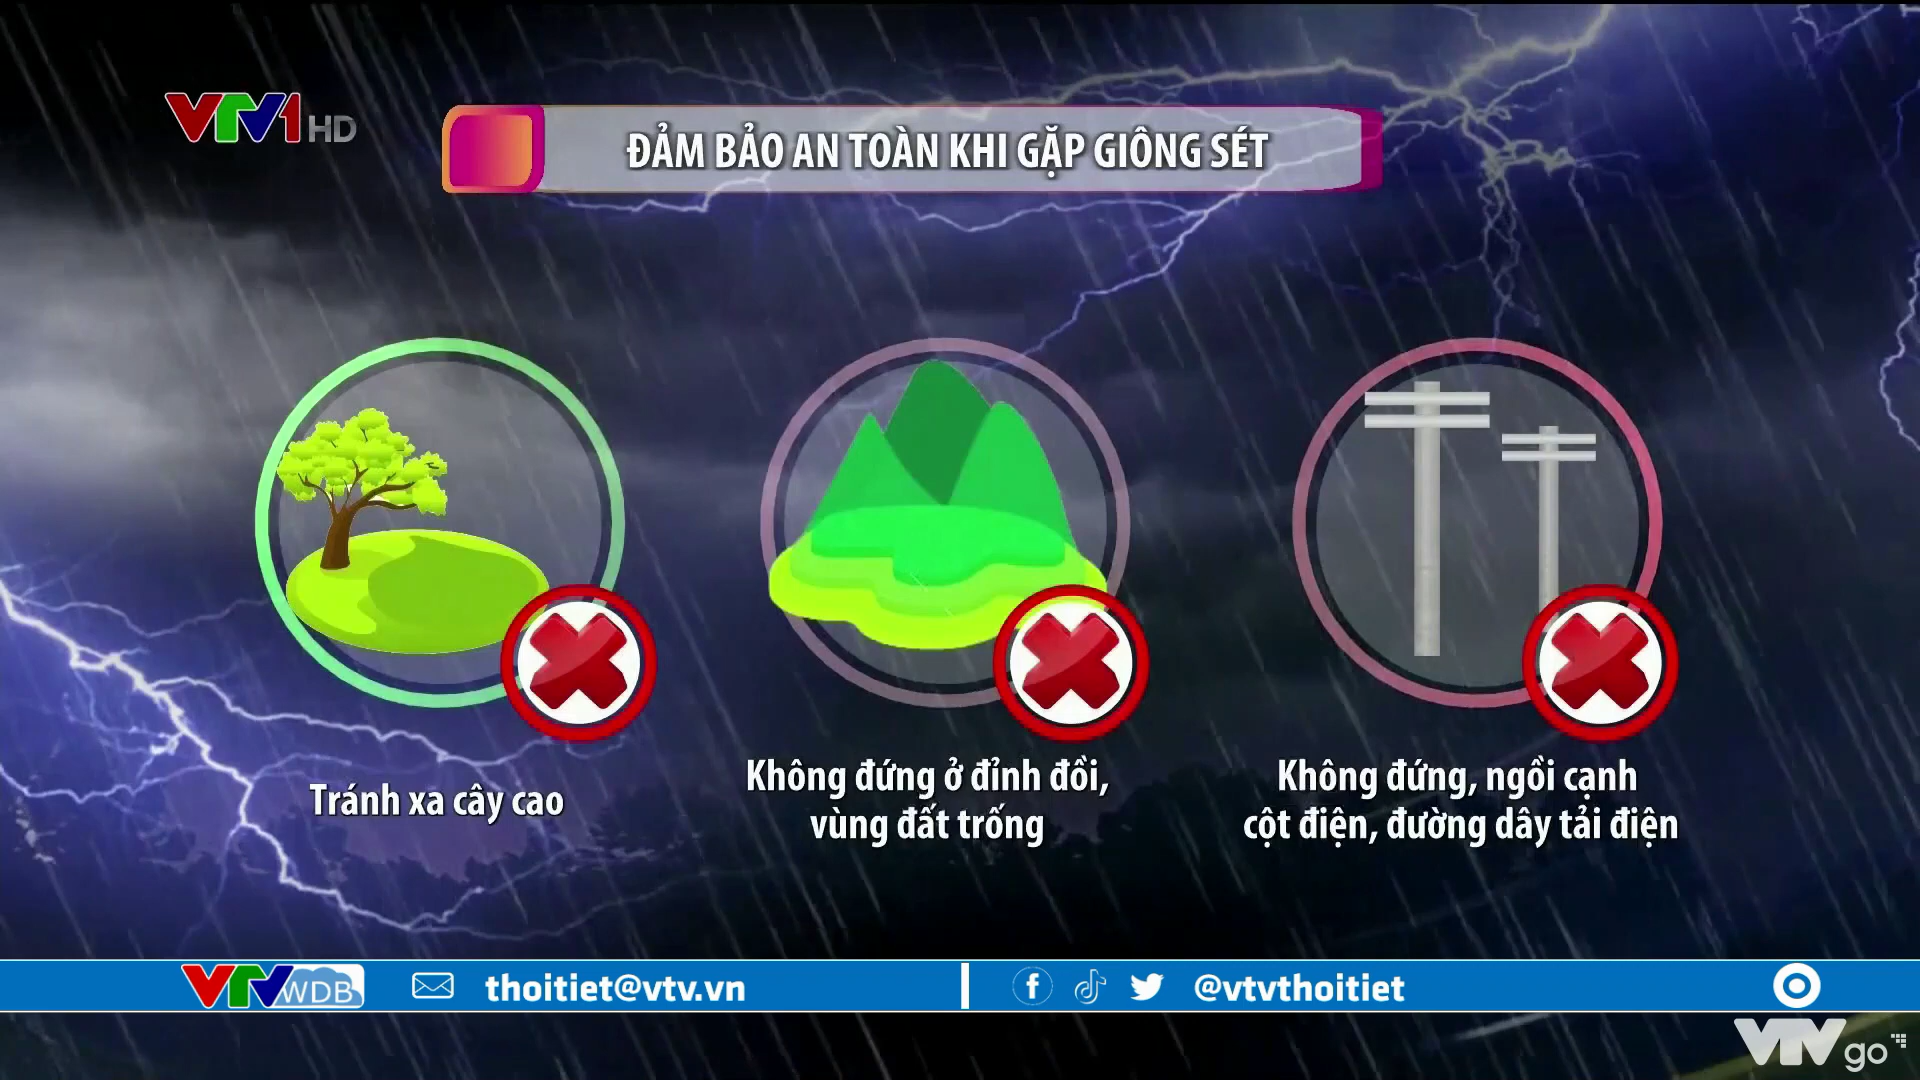 VTV1 HD
ĐẢM BẢO AN TOÀN KHI GẶP GIÔNG SÉT
Tránh xa cây cao
Không đứng ở đỉnh đồi,
vùng đất trống
Không đứng, ngồi cạnh
cột điện, đường dây tải điện
VTV WDB
thoitiet@vtv.vn
@vtvthoitiet
VTV go